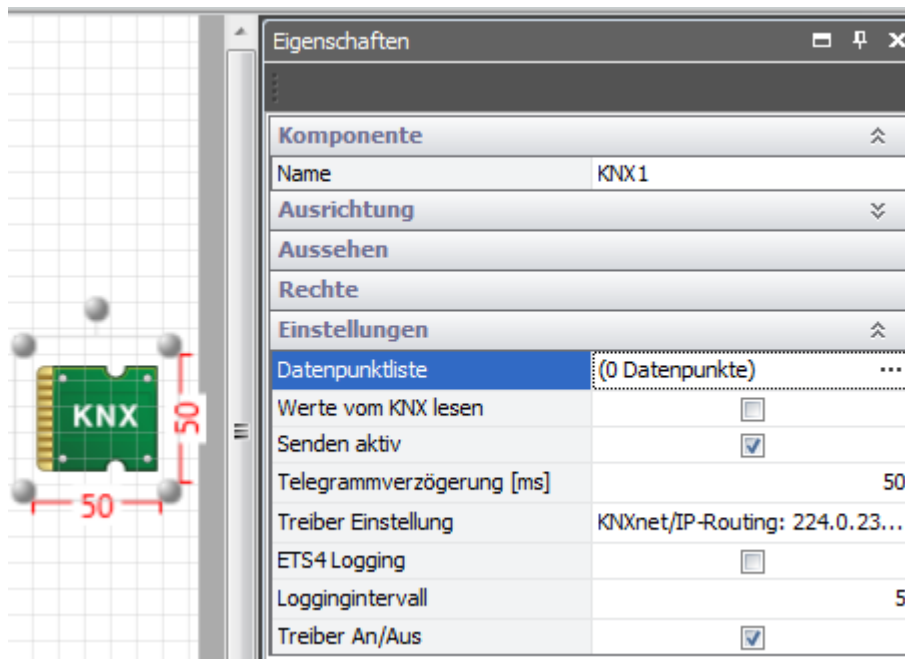 Eigenschaften
Komponente
Name KNX1
Ausrichtung
Aussehen
Rechte
Einstellungen
Datenpunktliste (0 Datenpunkte) ...
Werte vom KNX lesen
Senden aktiv
Telegrammverzögerung [ms] 50
Treiber Einstellung KNXnet/IP-Routing: 224.0.23...
ETS4 Logging
Loggingintervall 5
Treiber An/Aus
KNX
50
50